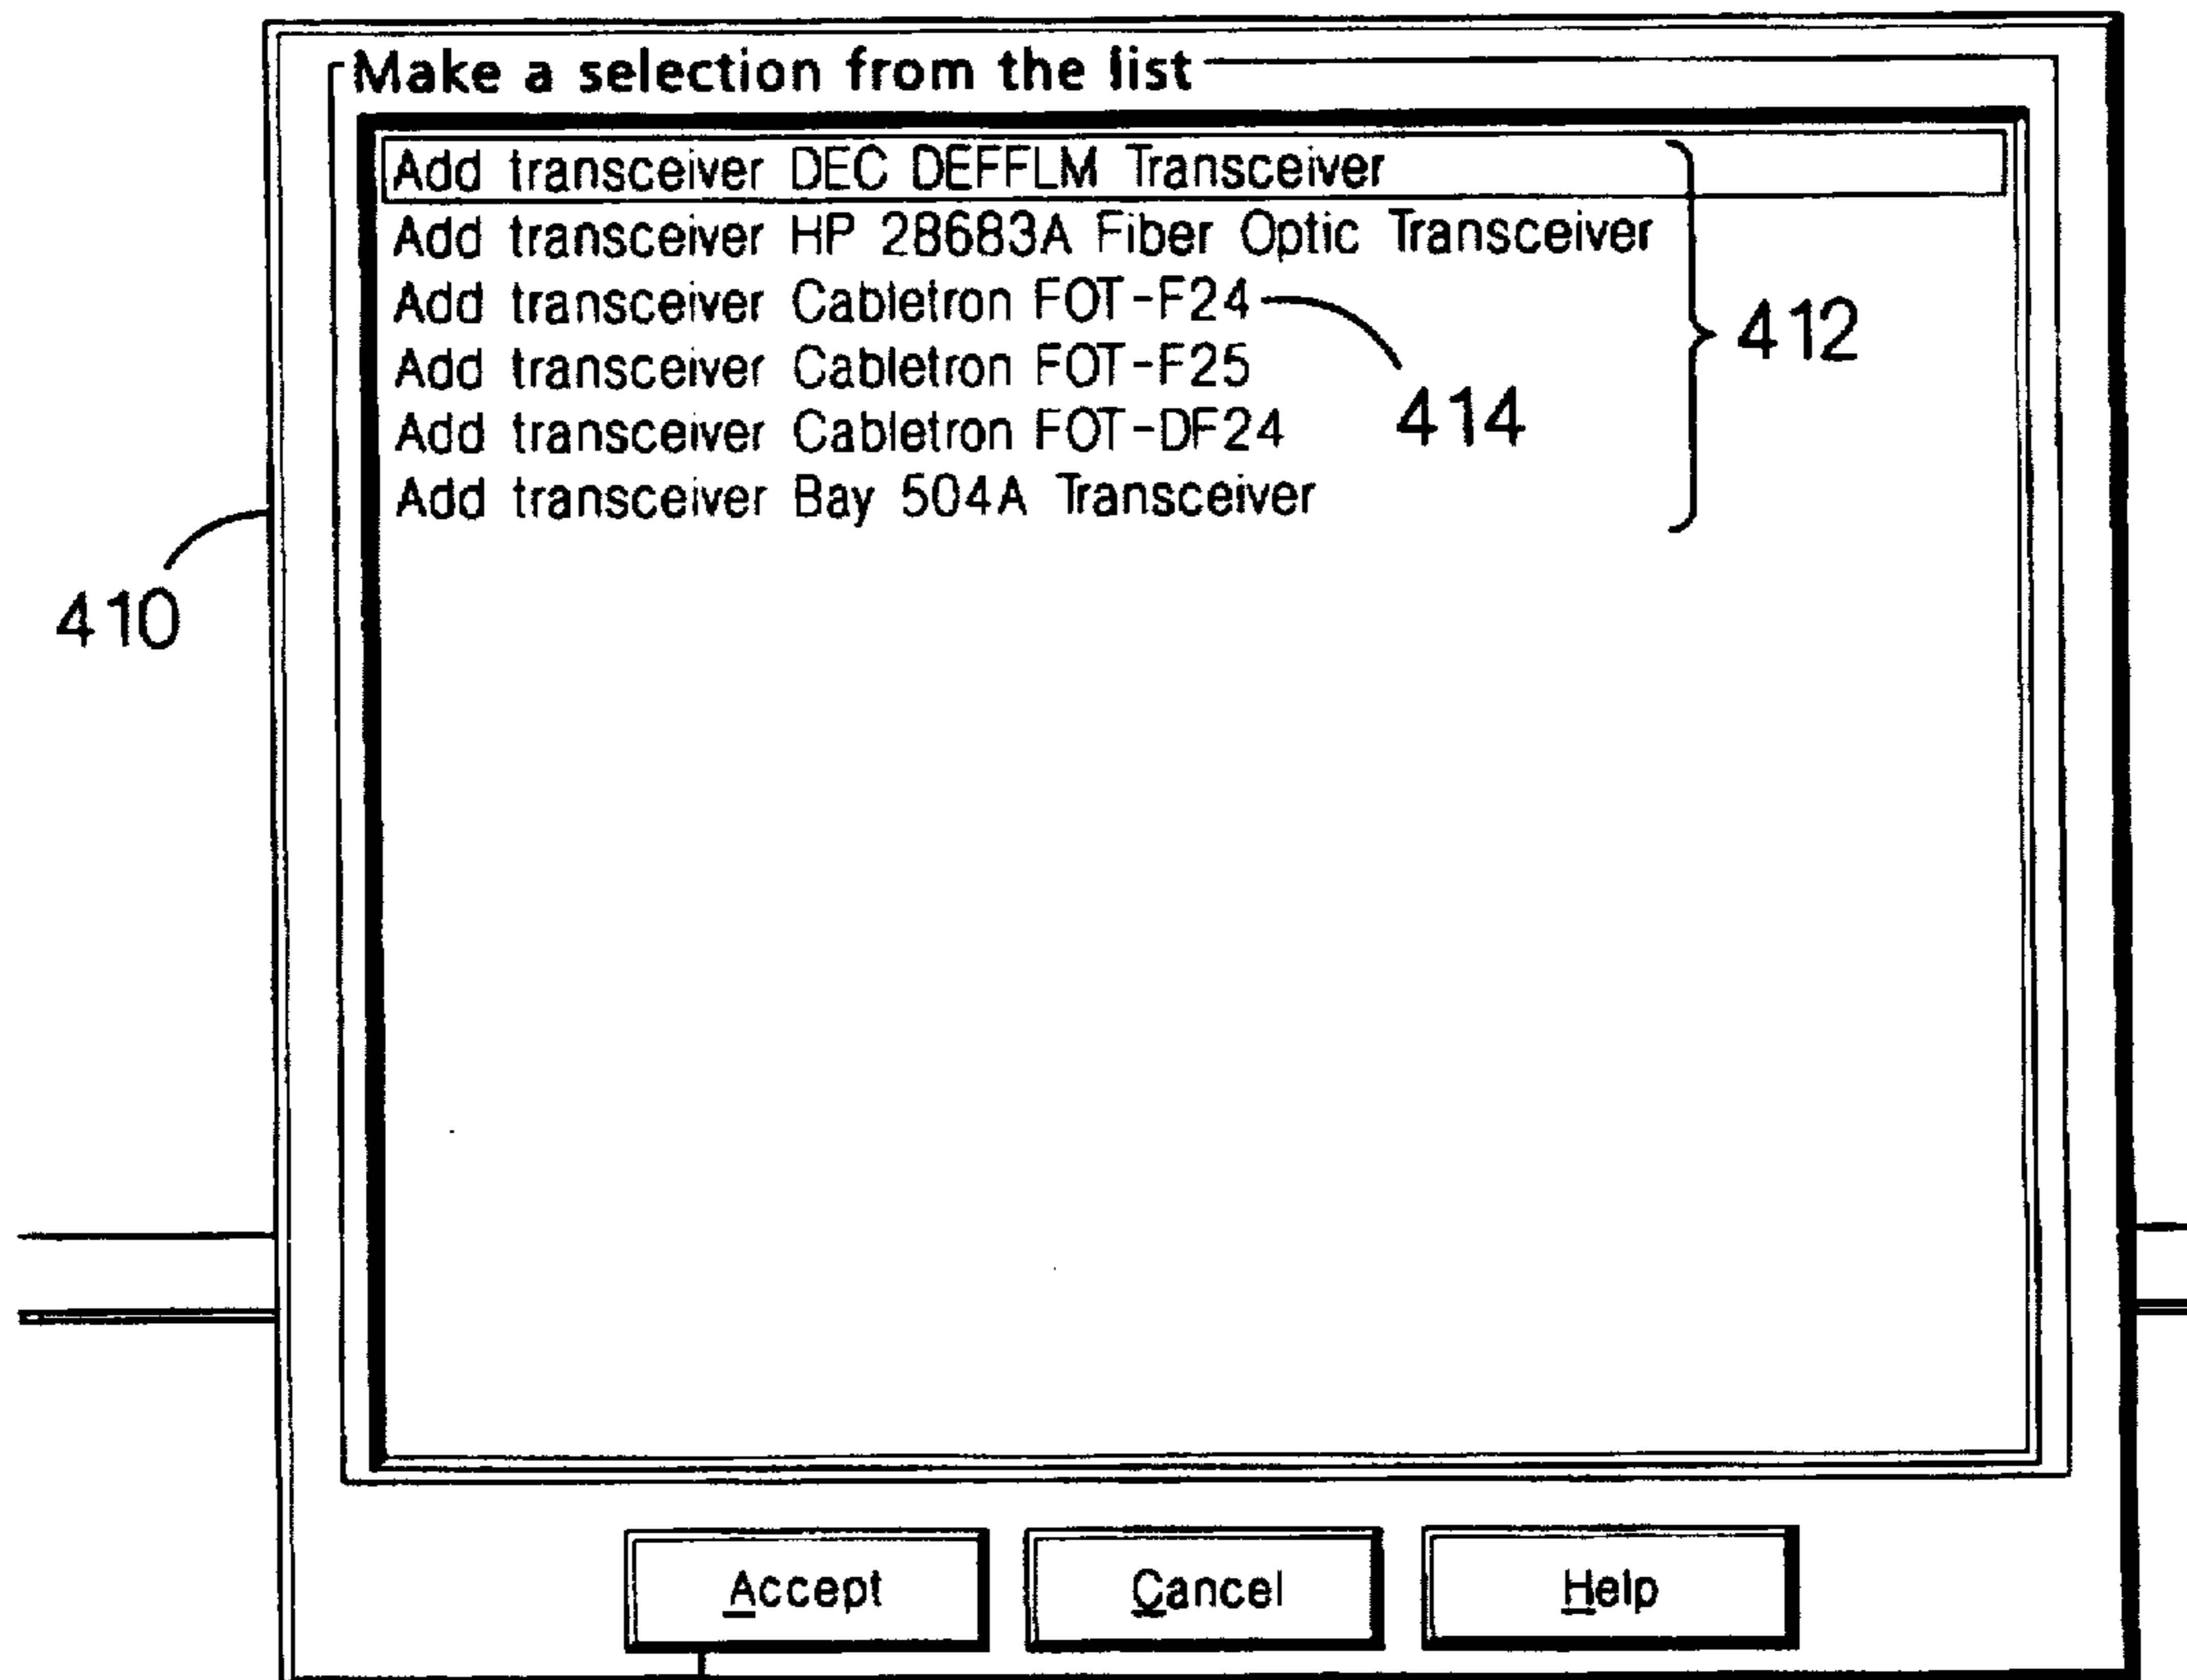 Make a selection from the list
Add transceiver DEC DEFFLM Transceiver
Add transceiver HP 28683A Fiber Optic Transceiver
Add transceiver Cabletron FOT-F24
Add transceiver Cabletron FOT-F25
Add transceiver Cabletron FOT-DF24
Add transceiver Bay 504A Transceiver
412
414
410
Accept
Cancel
Help